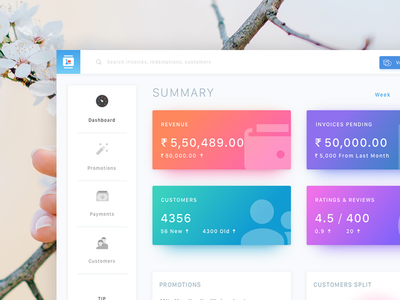 Search invoices, reservations, customers
SUMMARY
Week
Dashboard
Promotions
Payments
Customers
TIP
REVENUE
₹ 5,50,489.00
₹ 50,000.00 ↑
INVOICES PENDING
₹ 50,000.00
₹ 5,000 From Last Month
CUSTOMERS
4356
56 New ↑ 4300 Old ↑
RATINGS & REVIEWS
4.5 / 400
0.9 ↑ 20 ↑
PROMOTIONS
CUSTOMERS SPLIT